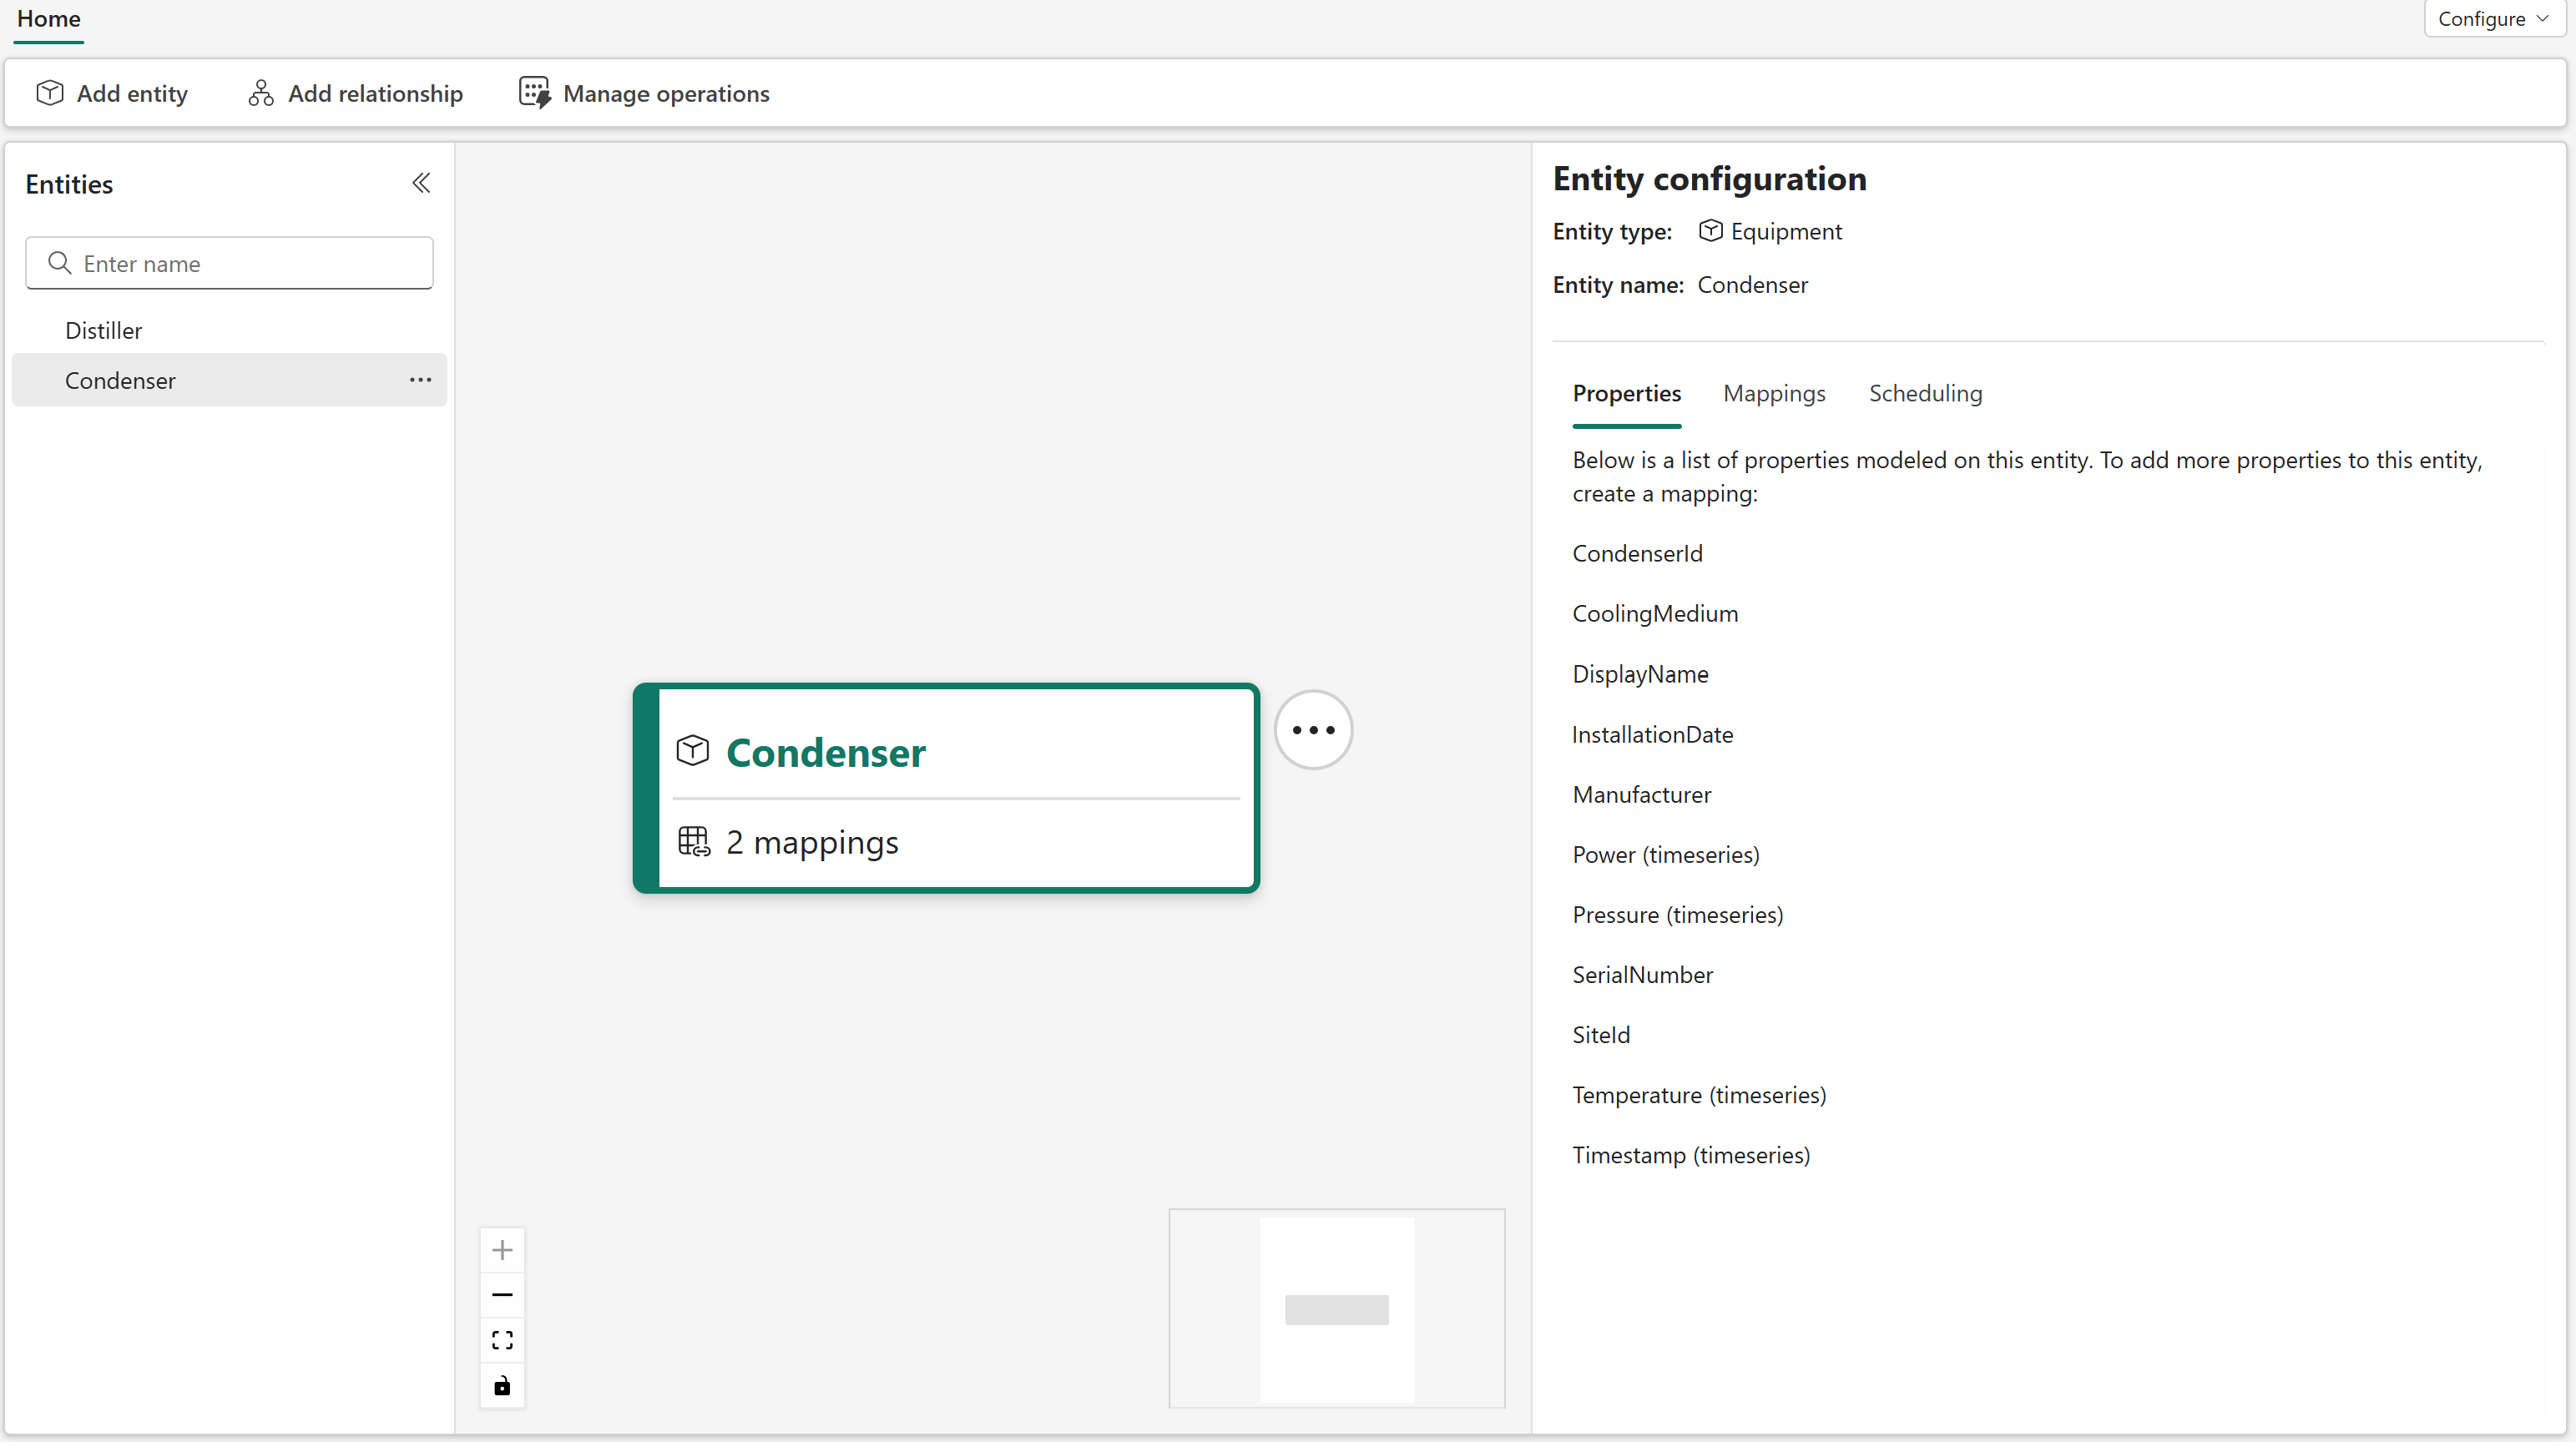 Home
Configure
Add entity
Add relationship
Manage operations
Entities
Enter name
Distiller
Condenser
Condenser
2 mappings
Entity configuration
Entity type: Equipment
Entity name: Condenser
Properties
Mappings
Scheduling
Below is a list of properties modeled on this entity. To add more properties to this entity,
create a mapping:
CondenserId
CoolingMedium
DisplayName
InstallationDate
Manufacturer
Power (timeseries)
Pressure (timeseries)
SerialNumber
SiteId
Temperature (timeseries)
Timestamp (timeseries)